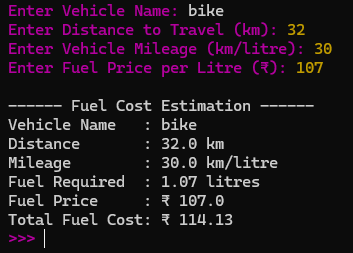 Enter Vehicle Name: bike
Enter Distance to Travel (km): 32
Enter Vehicle Mileage (km/litre): 30
Enter Fuel Price per Litre (₹): 107

------ Fuel Cost Estimation ------
Vehicle Name   : bike
Distance       : 32.0 km
Mileage        : 30.0 km/litre
Fuel Required  : 1.07 litres
Fuel Price     : ₹ 107.0
Total Fuel Cost: ₹ 114.13
>>>